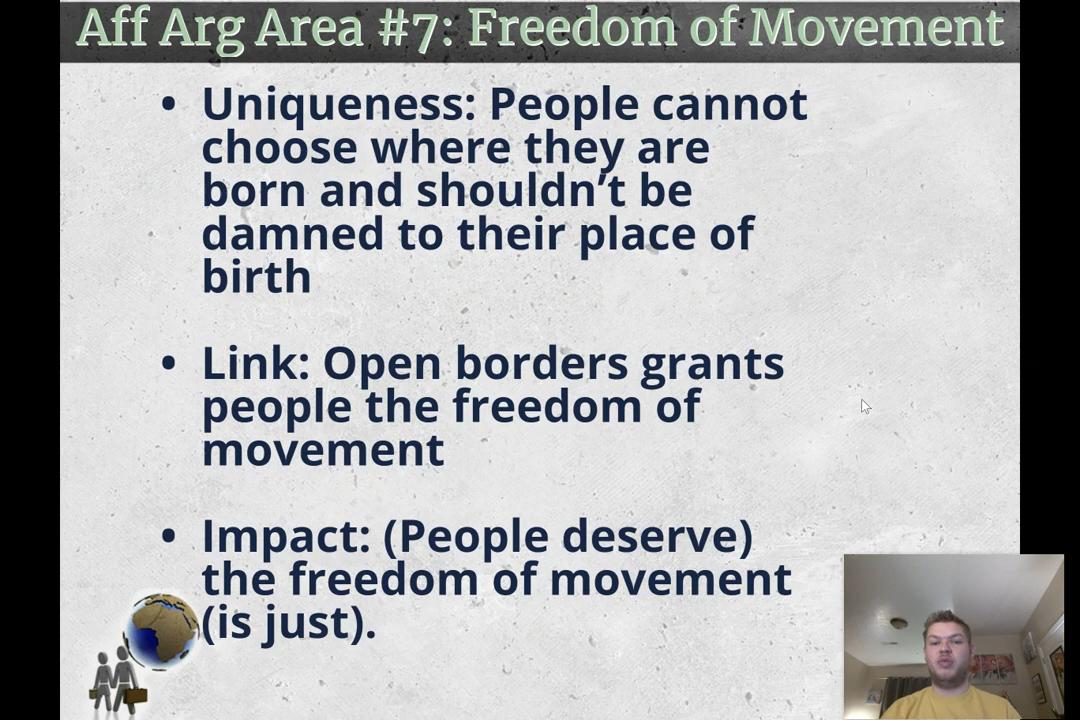 Aff Arg Area #7: Freedom of Movement
• Uniqueness: People cannot
choose where they are
born and shouldn’t be
damned to their place of
birth
• Link: Open borders grants
people the freedom of
movement
• Impact: (People deserve)
the freedom of movement
(is just).